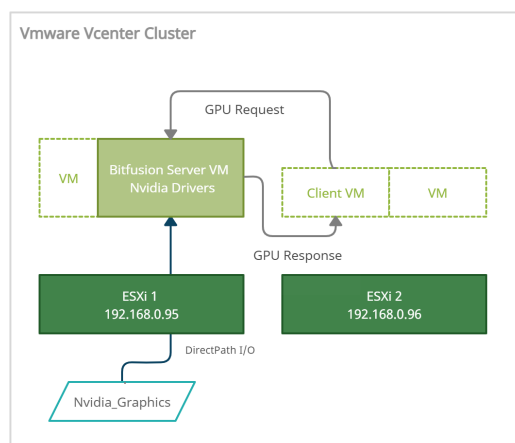 Vmware Vcenter Cluster
GPU Request
VM
Bitfusion Server VM
Nvidia Drivers
Client VM
VM
GPU Response
ESXi 1
192.168.0.95
ESXi 2
192.168.0.96
DirectPath I/O
Nvidia_Graphics